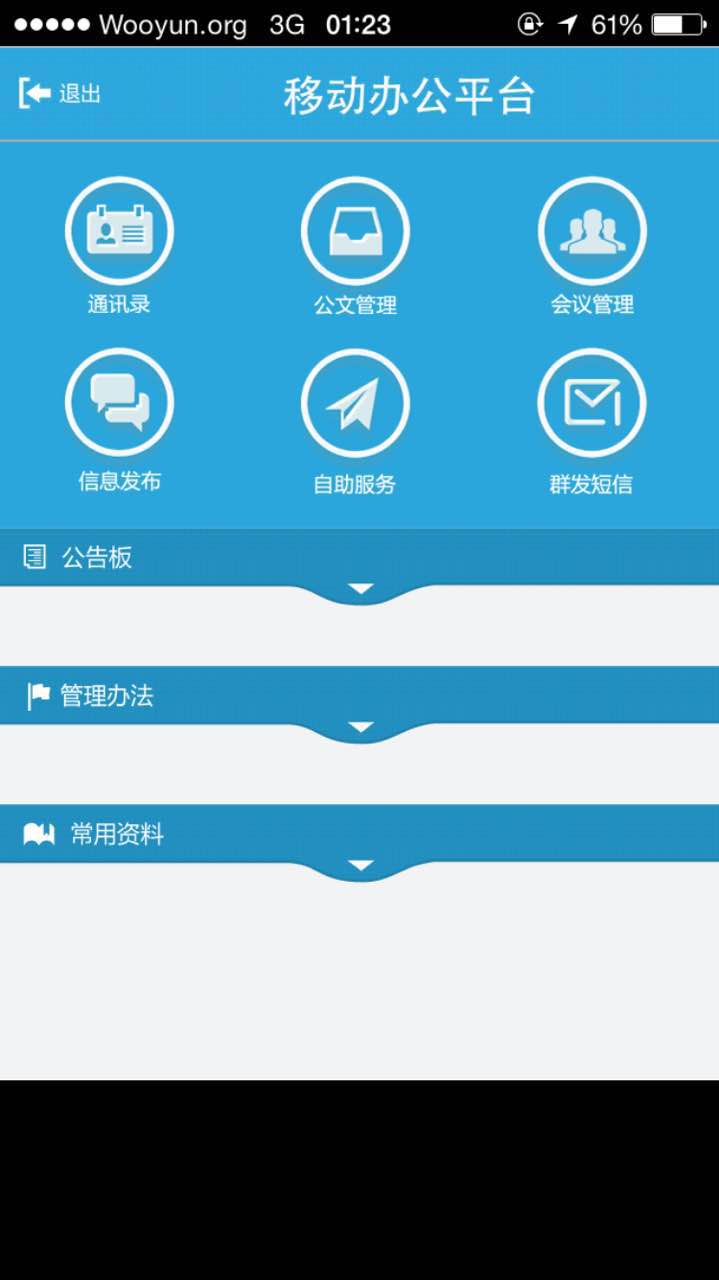 Wooyun.org 3G 01:23 61%
退出 移动办公平台
通讯录 公文管理 会议管理
信息发布 自助服务 群发短信
公告板
管理办法
常用资料